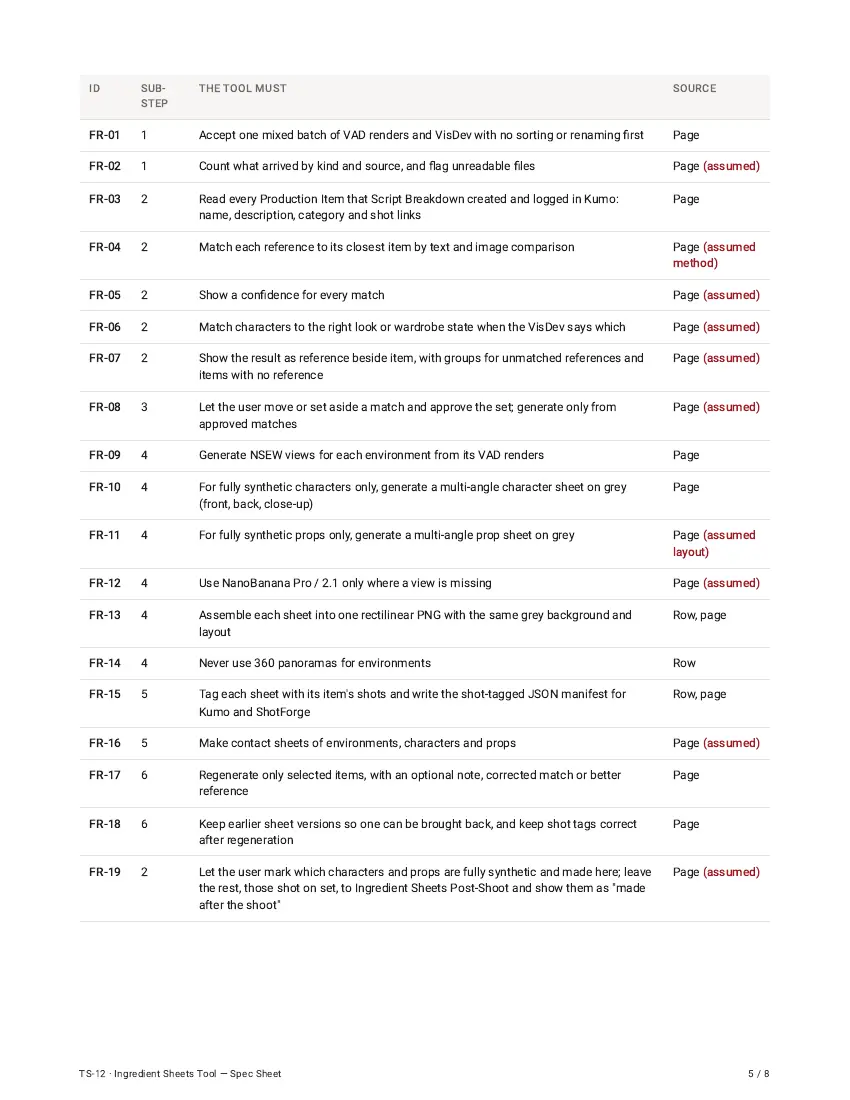 ID SUB- THE TOOL MUST SOURCE
STEP
FR-01 1 Accept one mixed batch of VAD renders and VisDev with no sorting or renaming first Page
FR-02 1 Count what arrived by kind and source, and flag unreadable files Page (assumed)
FR-03 2 Read every Production Item that Script Breakdown created and logged in Kumo: Page
name, description, category and shot links
FR-04 2 Match each reference to its closest item by text and image comparison Page (assumed
method)
FR-05 2 Show a confidence for every match Page (assumed)
FR-06 2 Match characters to the right look or wardrobe state when the VisDev says which Page (assumed)
FR-07 2 Show the result as reference beside item, with groups for unmatched references and Page (assumed)
items with no reference
FR-08 3 Let the user move or set aside a match and approve the set; generate only from Page (assumed)
approved matches
FR-09 4 Generate NSEW views for each environment from its VAD renders Page
FR-10 4 For fully synthetic characters only, generate a multi-angle character sheet on grey Page
(front, back, close-up)
FR-11 4 For fully synthetic props only, generate a multi-angle prop sheet on grey Page (assumed
layout)
FR-12 4 Use NanoBanana Pro / 2.1 only where a view is missing Page (assumed)
FR-13 4 Assemble each sheet into one rectilinear PNG with the same grey background and Row, page
layout
FR-14 4 Never use 360 panoramas for environments Row
FR-15 5 Tag each sheet with its item's shots and write the shot-tagged JSON manifest for Row, page
Kumo and ShotForge
FR-16 5 Make contact sheets of environments, characters and props Page (assumed)
FR-17 6 Regenerate only selected items, with an optional note, corrected match or better Page
reference
FR-18 6 Keep earlier sheet versions so one can be brought back, and keep shot tags correct Page
after regeneration
FR-19 2 Let the user mark which characters and props are fully synthetic and made here; leave Page (assumed)
the rest, those shot on set, to Ingredient Sheets Post-Shoot and show them as "made
after the shoot"
TS-12 · Ingredient Sheets Tool — Spec Sheet 5 / 8